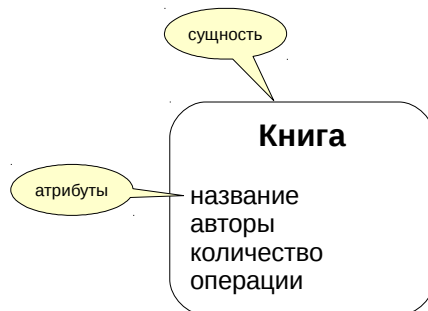 сущность
Книга
атрибуты
название
авторы
количество
операции